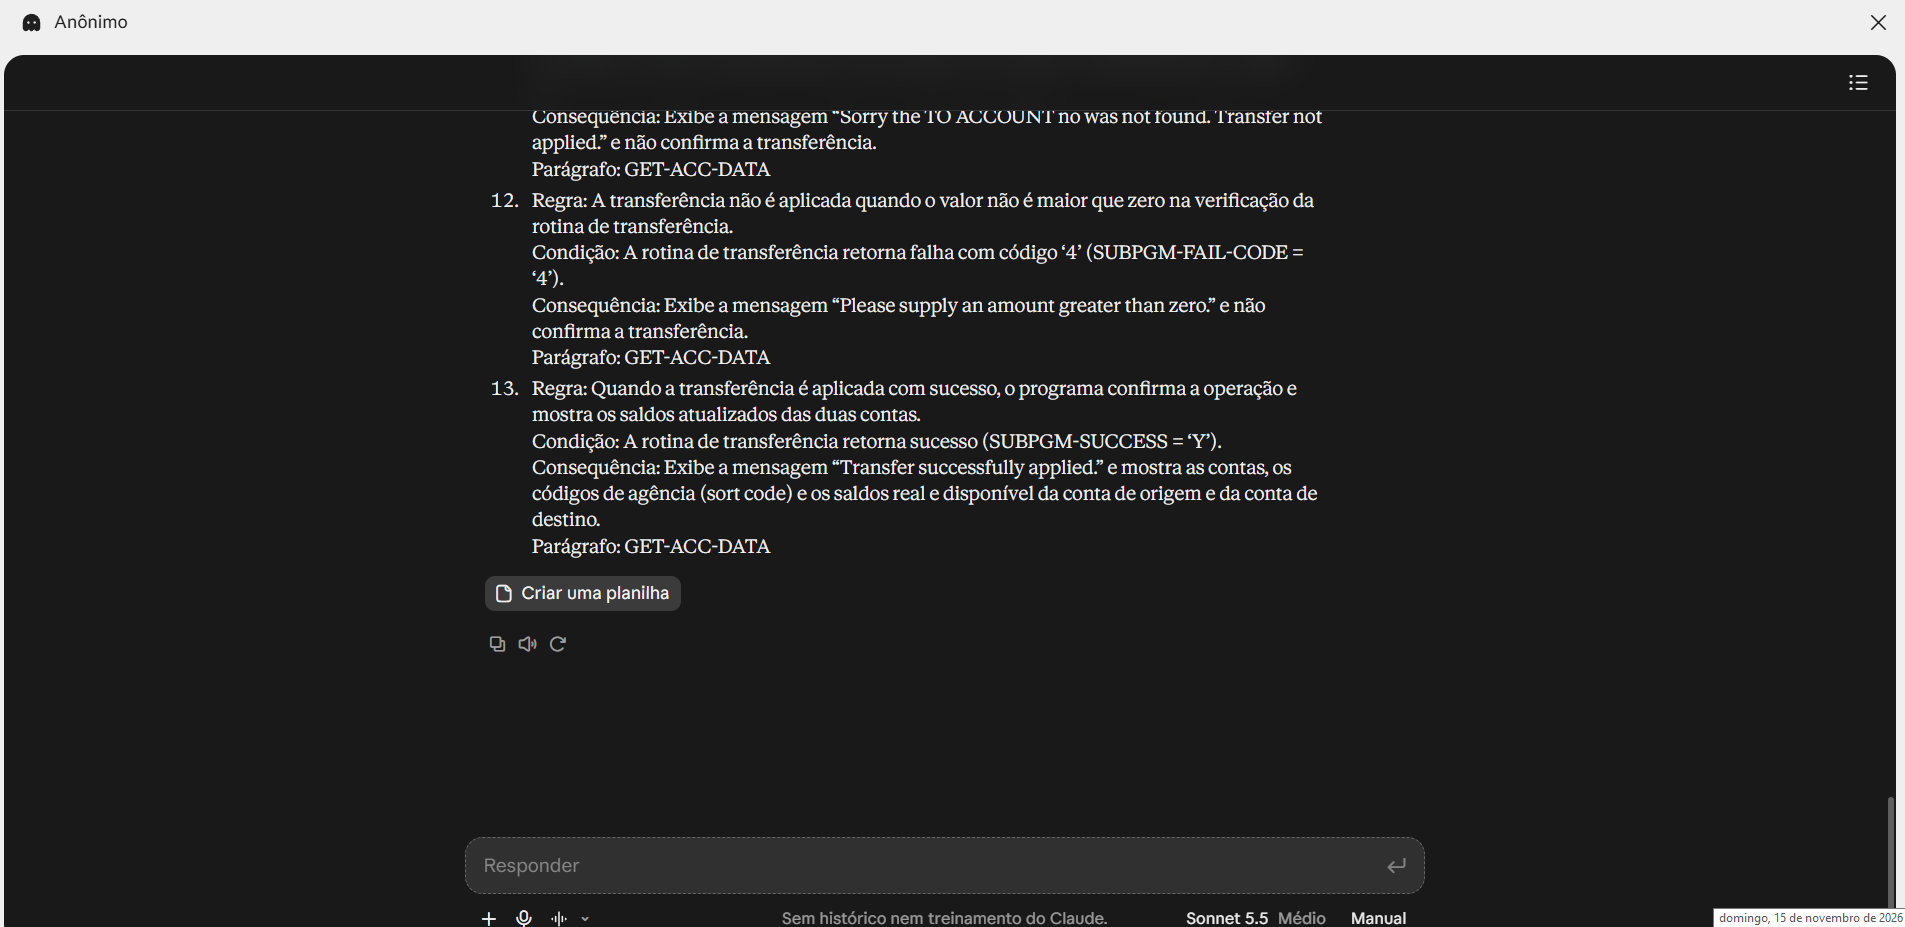 Anônimo
Consequência: Exibe a mensagem “Sorry the TO ACCOUNT no was not found. Transfer not
applied.” e não confirma a transferência.
Parágrafo: GET-ACC-DATA
12. Regra: A transferência não é aplicada quando o valor não é maior que zero na verificação da
rotina de transferência.
Condição: A rotina de transferência retorna falha com código ‘4’ (SUBPGM-FAIL-CODE =
‘4’).
Consequência: Exibe a mensagem “Please supply an amount greater than zero.” e não
confirma a transferência.
Parágrafo: GET-ACC-DATA
13. Regra: Quando a transferência é aplicada com sucesso, o programa confirma a operação e
mostra os saldos atualizados das duas contas.
Condição: A rotina de transferência retorna sucesso (SUBPGM-SUCCESS = ‘Y’).
Consequência: Exibe a mensagem “Transfer successfully applied.” e mostra as contas, os
códigos de agência (sort code) e os saldos real e disponível da conta de origem e da conta de
destino.
Parágrafo: GET-ACC-DATA
Criar uma planilha
Responder
Sem histórico nem treinamento do Claude. Sonnet 5.5 Médio Manual
domingo, 15 de novembro de 2026